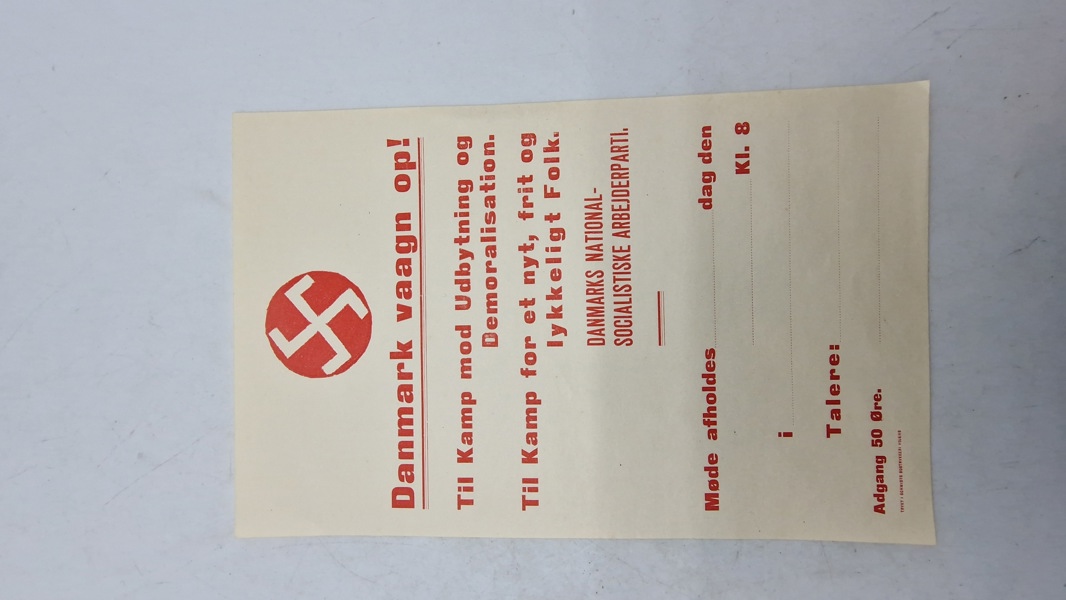 Danmark vaagn op!
Til Kamp mod Udbytning og
Demoralisation.
Til Kamp for et nyt, frit og
lykkeligt Folk.
DANMARKS NATIONAL-
SOCIALISTISKE ARBEJDERPARTI.
Møde afholdes dag den
Kl. 8
i
Talere:
Adgang 50 Øre.